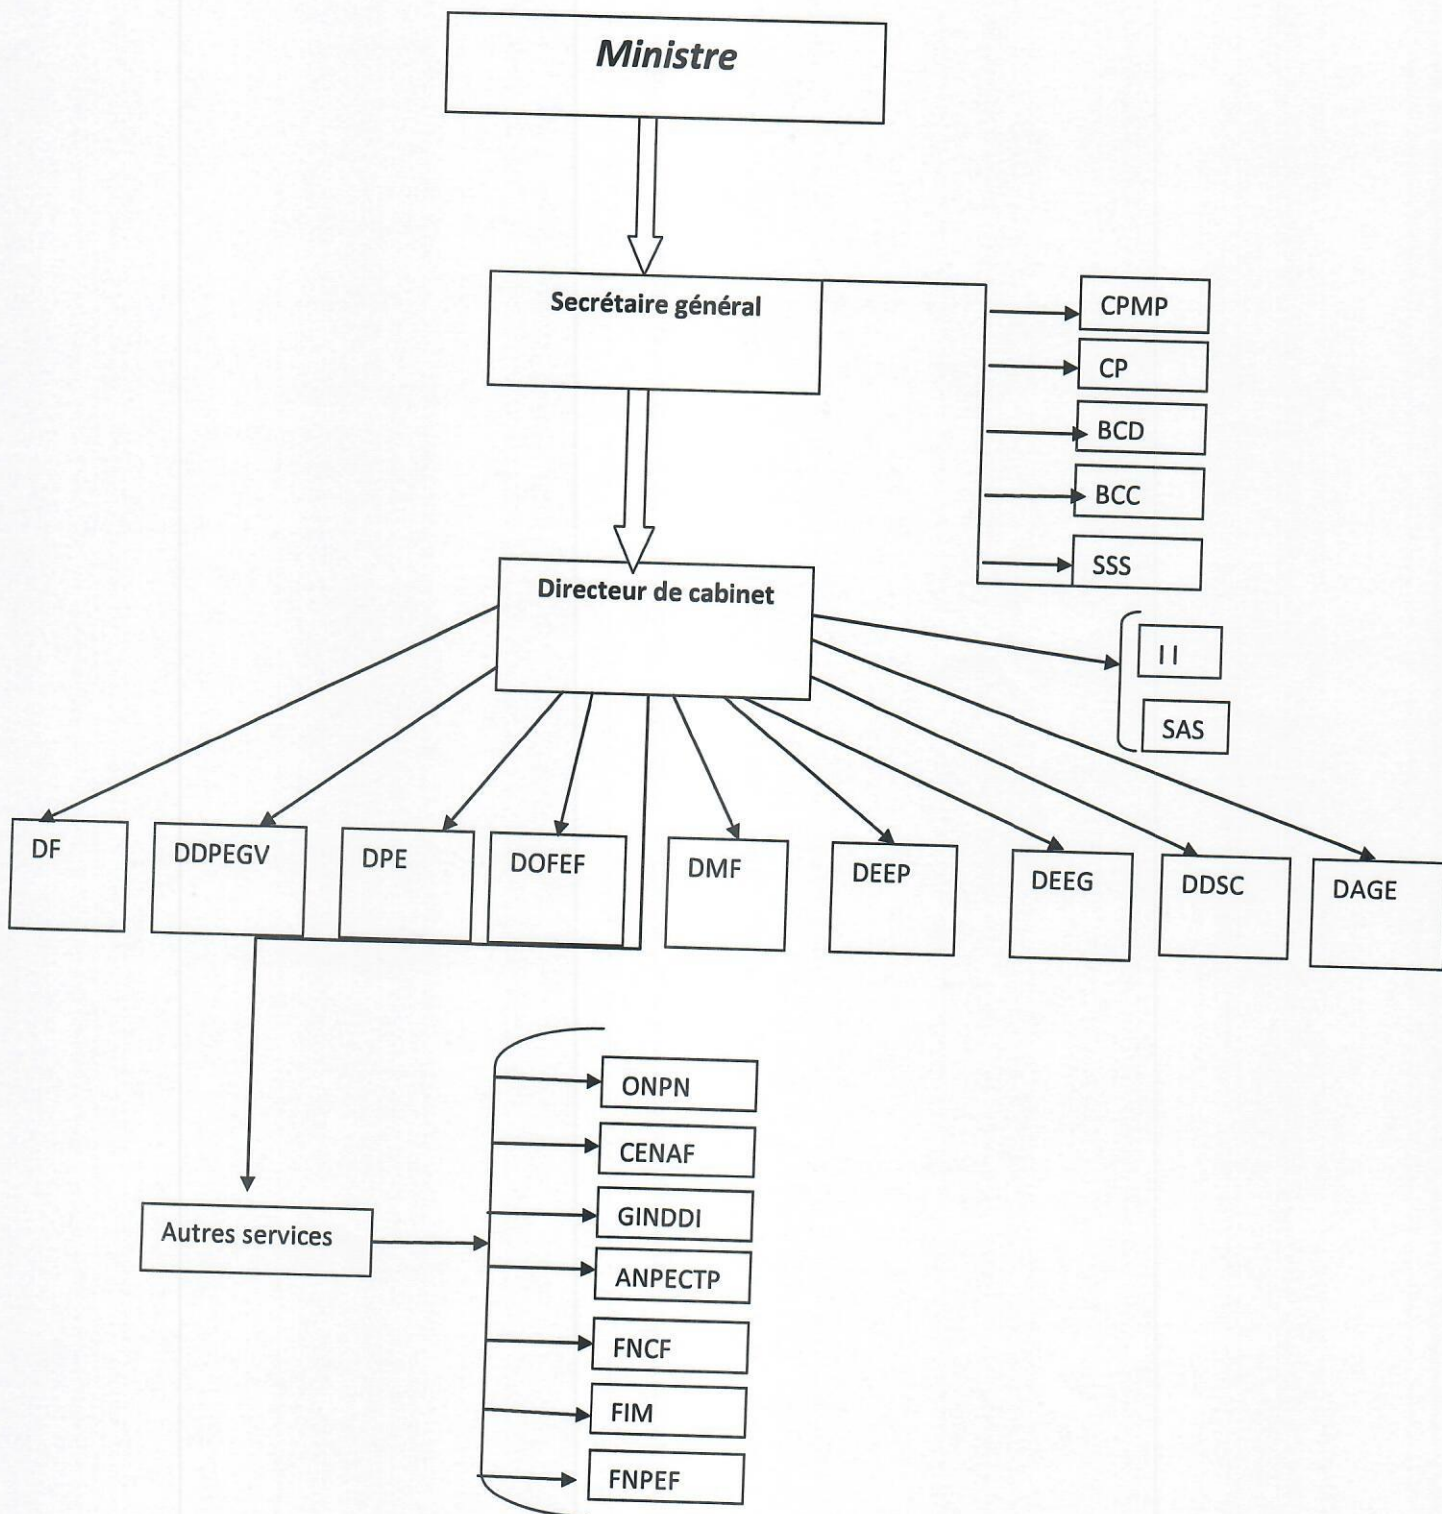 Ministre
Secrétaire général
CPMP
CP
BCD
BCC
SSS
Directeur de cabinet
I I
SAS
DF
DDPEGV
DPE
DOFEF
DMF
DEEP
DEEG
DDSC
DAGE
ONPN
CENAF
GINDDI
Autres services
ANPECTP
FNCF
FIM
FNPEF